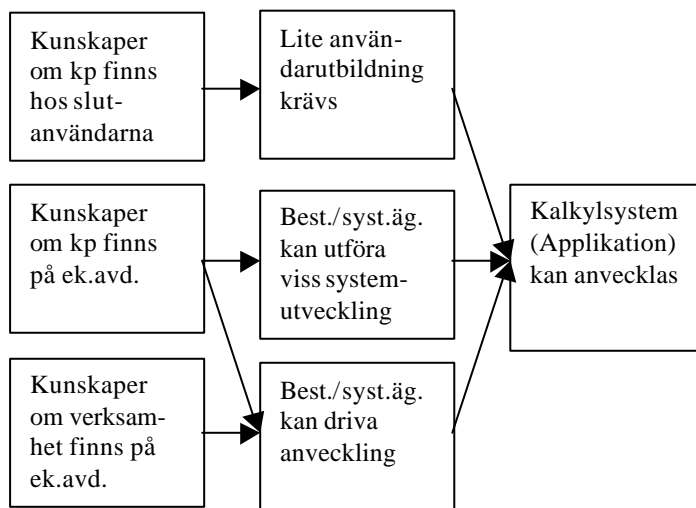 Kunskaper
om kp finns
hos slut-
användarna
Lite använ-
darutbildning
krävs
Kunskaper
om kp finns
på ek.avd.
Best./syst.äg.
kan utföra
viss system-
utveckling
Kalkylsystem
(Applikation)
kan anvecklas
Kunskaper
om verksam-
het finns på
ek.avd.
Best./syst.äg.
kan driva
anveckling